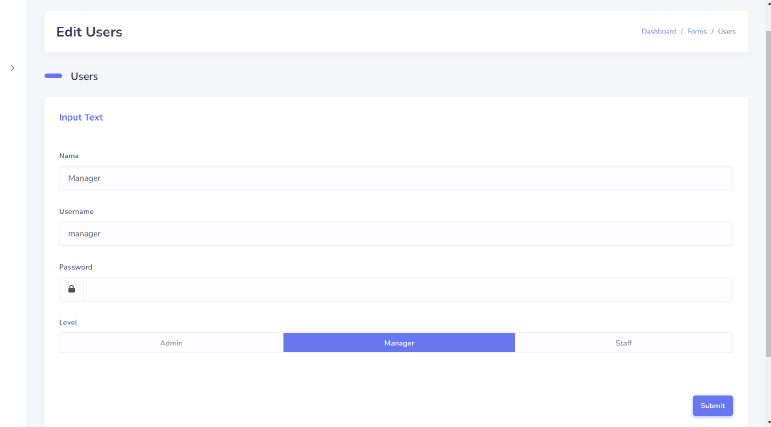 Edit Users
Dashboard / Forms / Users
Users
Input Text
Nama
Manager
Username
manager
Password
Level
Admin Manager Staff
Submit